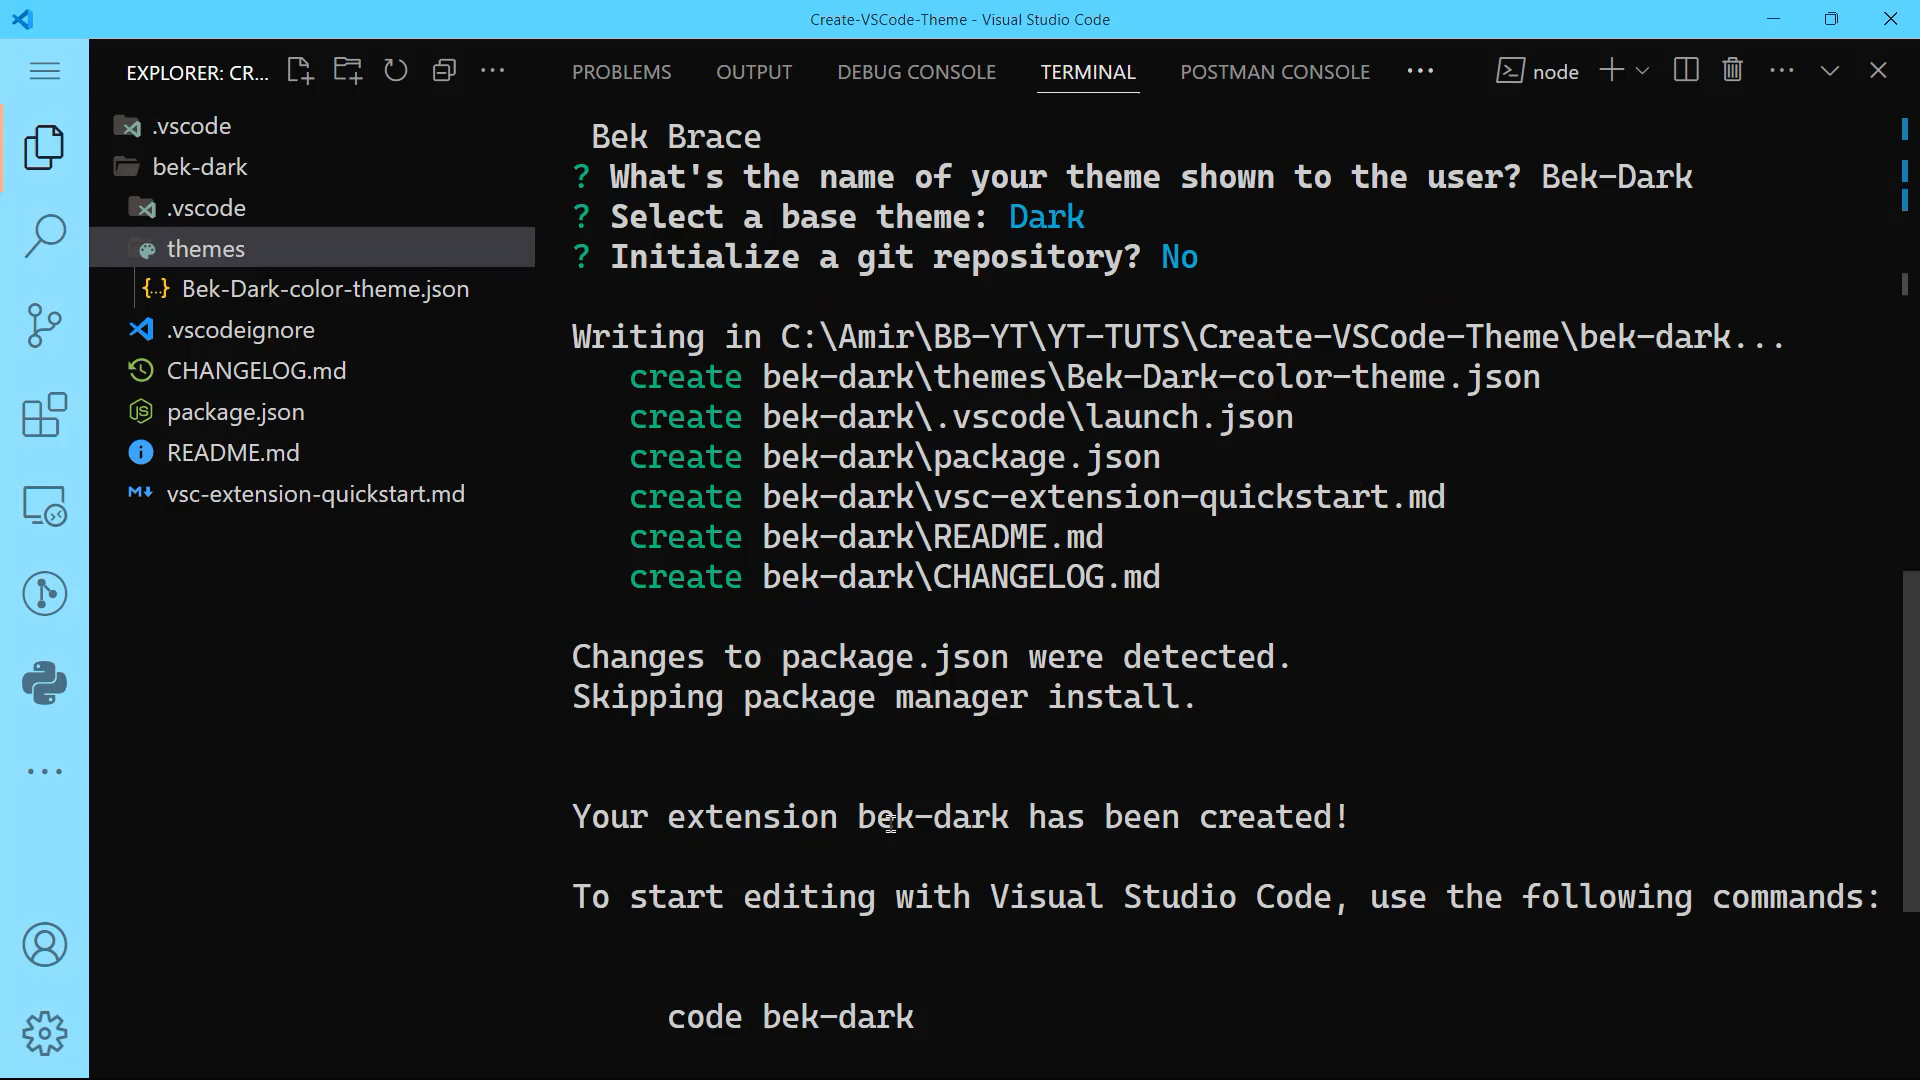 Create-VSCode-Theme - Visual Studio Code
EXPLORER: CR...
PROBLEMS OUTPUT DEBUG CONSOLE TERMINAL POSTMAN CONSOLE
node
.vscode
bek-dark
.vscode
themes
Bek-Dark-color-theme.json
.vscodeignore
CHANGELOG.md
package.json
README.md
vsc-extension-quickstart.md
Bek Brace
? What's the name of your theme shown to the user? Bek-Dark
? Select a base theme: Dark
? Initialize a git repository? No
Writing in C:\Amir\BB-YT\YT-TUTS\Create-VSCode-Theme\bek-dark...
create bek-dark\themes\Bek-Dark-color-theme.json
create bek-dark\.vscode\launch.json
create bek-dark\package.json
create bek-dark\vsc-extension-quickstart.md
create bek-dark\README.md
create bek-dark\CHANGELOG.md
Changes to package.json were detected.
Skipping package manager install.
Your extension bek-dark has been created!
To start editing with Visual Studio Code, use the following commands:
code bek-dark